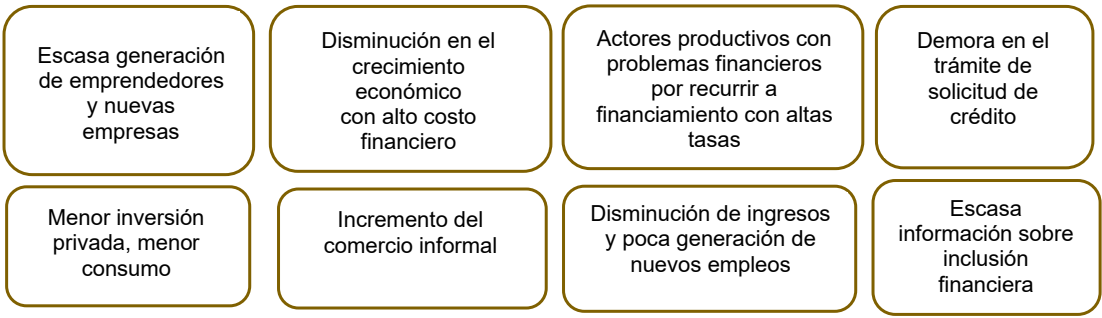 Escasa generación
de emprendedores
y nuevas
empresas
Disminución en el
crecimiento
económico
con alto costo
financiero
Actores productivos con
problemas financieros
por recurrir a
financiamiento con altas
tasas
Demora en el
trámite de
solicitud de
crédito
Menor inversión
privada, menor
consumo
Incremento del
comercio informal
Disminución de ingresos
y poca generación de
nuevos empleos
Escasa
información sobre
inclusión
financiera